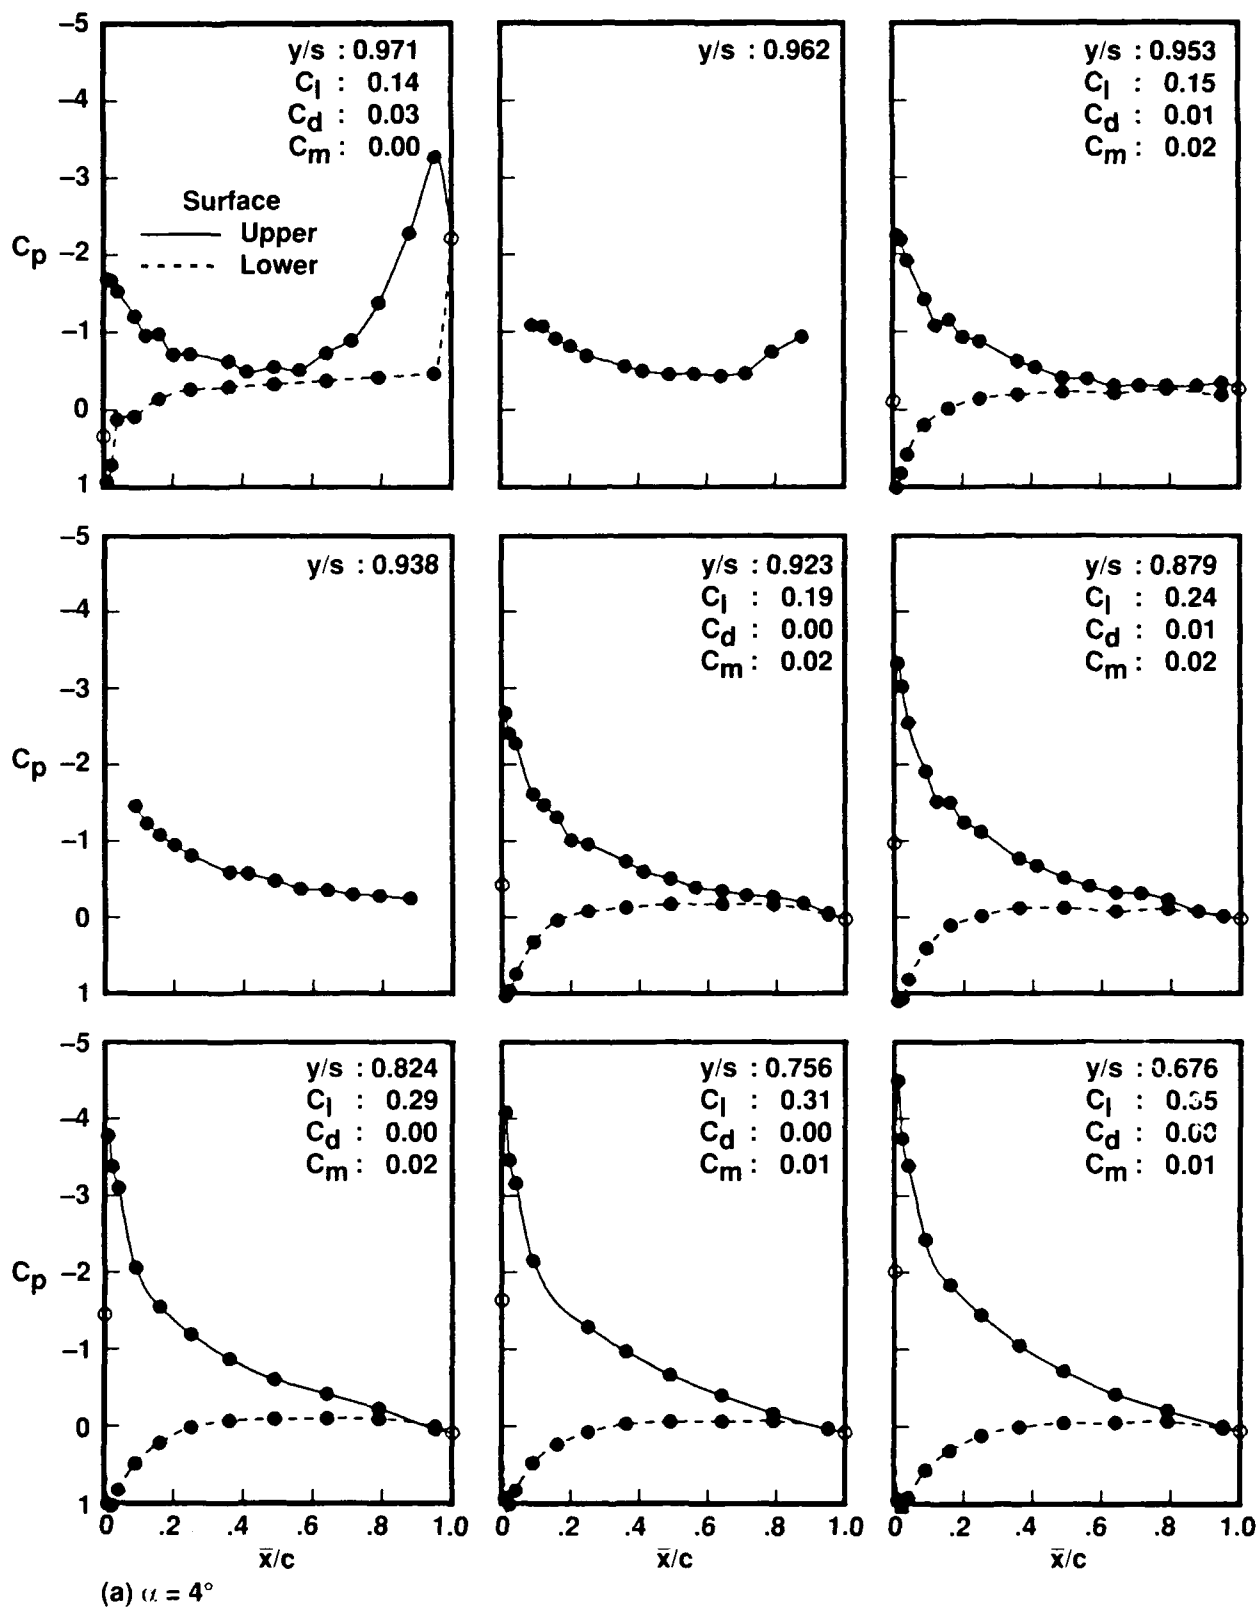 –5
–4
–3
Cp –2
–1
0
1
y/s : 0.971
Cl : 0.14
Cd : 0.03
Cm : 0.00
Surface
Upper
Lower
y/s : 0.962
y/s : 0.953
Cl : 0.15
Cd : 0.01
Cm : 0.02
–5
–4
–3
Cp –2
–1
0
1
y/s : 0.938
y/s : 0.923
Cl : 0.19
Cd : 0.00
Cm : 0.02
y/s : 0.879
Cl : 0.24
Cd : 0.01
Cm : 0.02
–5
–4
–3
Cp –2
–1
0
1
y/s : 0.824
Cl : 0.29
Cd : 0.00
Cm : 0.02
y/s : 0.756
Cl : 0.31
Cd : 0.00
Cm : 0.01
y/s : 0.676
Cl :
Cd :
Cm : 0.01
0 .2 .4 .6 .8 1.0
x̄/c
0 .2 .4 .6 .8 1.0
x̄/c
0 .2 .4 .6 .8 1.0
x̄/c
(a) α = 4°